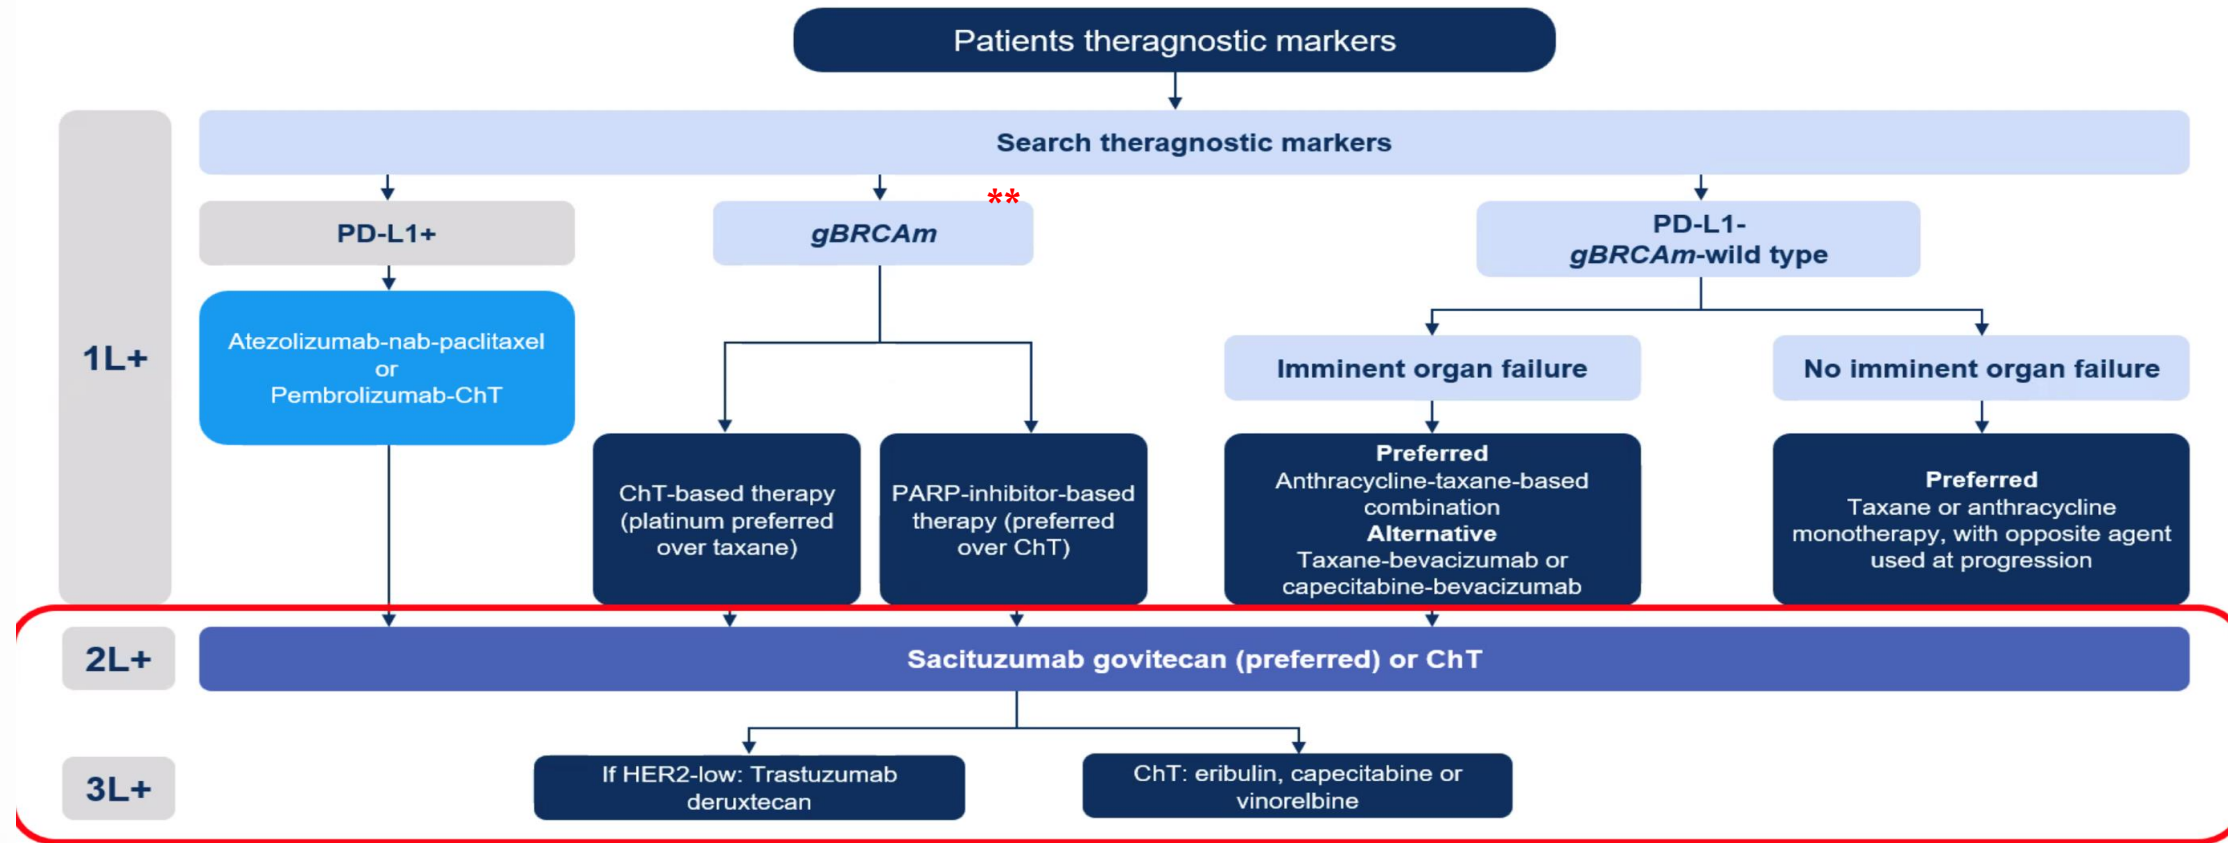 Patients theragnostic markers
Search theragnostic markers
**
1L+
PD-L1+
gBRCAm
PD-L1-
gBRCAm-wild type
Atezolizumab-nab-paclitaxel
or
Pembrolizumab-ChT
Imminent organ failure
No imminent organ failure
ChT-based therapy
(platinum preferred
over taxane)
PARP-inhibitor-based
therapy (preferred
over ChT)
Preferred
Anthracycline-taxane-based
combination
Alternative
Taxane-bevacizumab or
capecitabine-bevacizumab
Preferred
Taxane or anthracycline
monotherapy, with opposite agent
used at progression
2L+
Sacituzumab govitecan (preferred) or ChT
3L+
If HER2-low: Trastuzumab
deruxtecan
ChT: eribulin, capecitabine or
vinorelbine